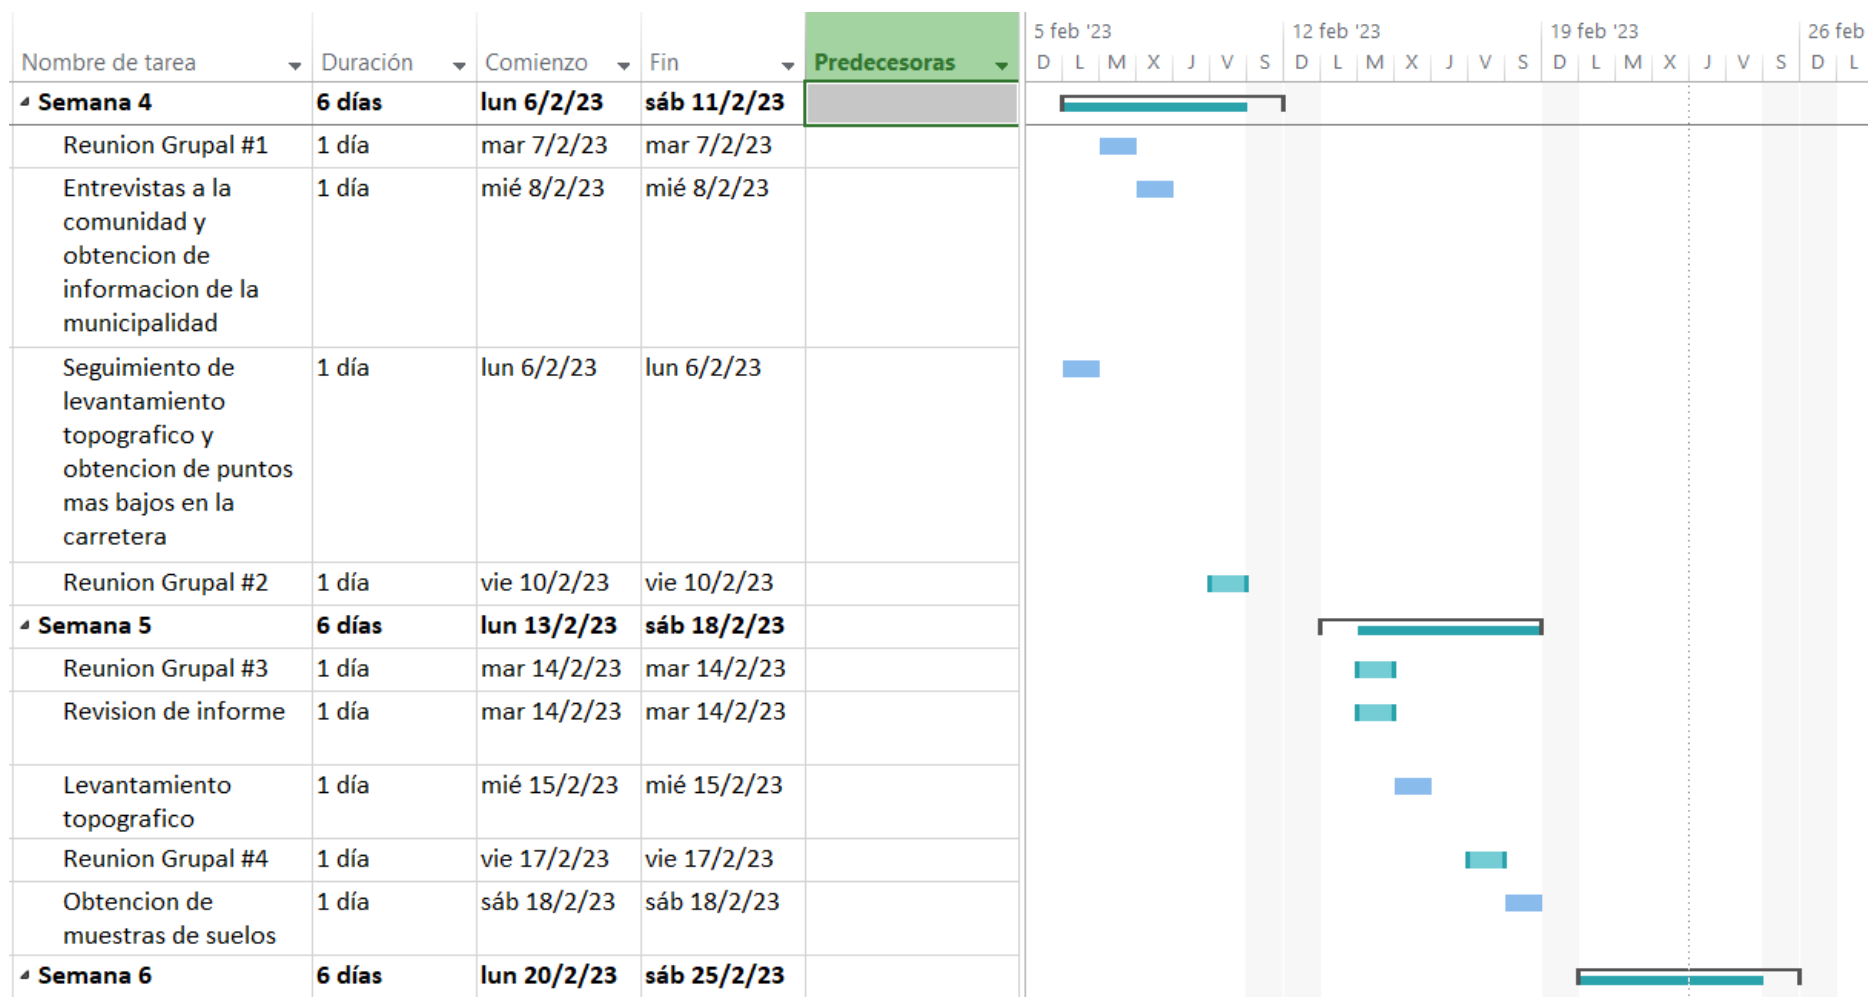 5 feb '23 12 feb '23 19 feb '23 26 feb
Nombre de tarea Duración Comienzo Fin Predecesoras D L M X J V S D L M X J V S D L M X J V S D L
Semana 4 6 días lun 6/2/23 sáb 11/2/23
Reunion Grupal #1 1 día mar 7/2/23 mar 7/2/23
Entrevistas a la 1 día mié 8/2/23 mié 8/2/23
comunidad y
obtencion de
informacion de la
municipalidad
Seguimiento de 1 día lun 6/2/23 lun 6/2/23
levantamiento
topografico y
obtencion de puntos
mas bajos en la
carretera
Reunion Grupal #2 1 día vie 10/2/23 vie 10/2/23
Semana 5 6 días lun 13/2/23 sáb 18/2/23
Reunion Grupal #3 1 día mar 14/2/23 mar 14/2/23
Revision de informe 1 día mar 14/2/23 mar 14/2/23
Levantamiento 1 día mié 15/2/23 mié 15/2/23
topografico
Reunion Grupal #4 1 día vie 17/2/23 vie 17/2/23
Obtencion de 1 día sáb 18/2/23 sáb 18/2/23
muestras de suelos
Semana 6 6 días lun 20/2/23 sáb 25/2/23